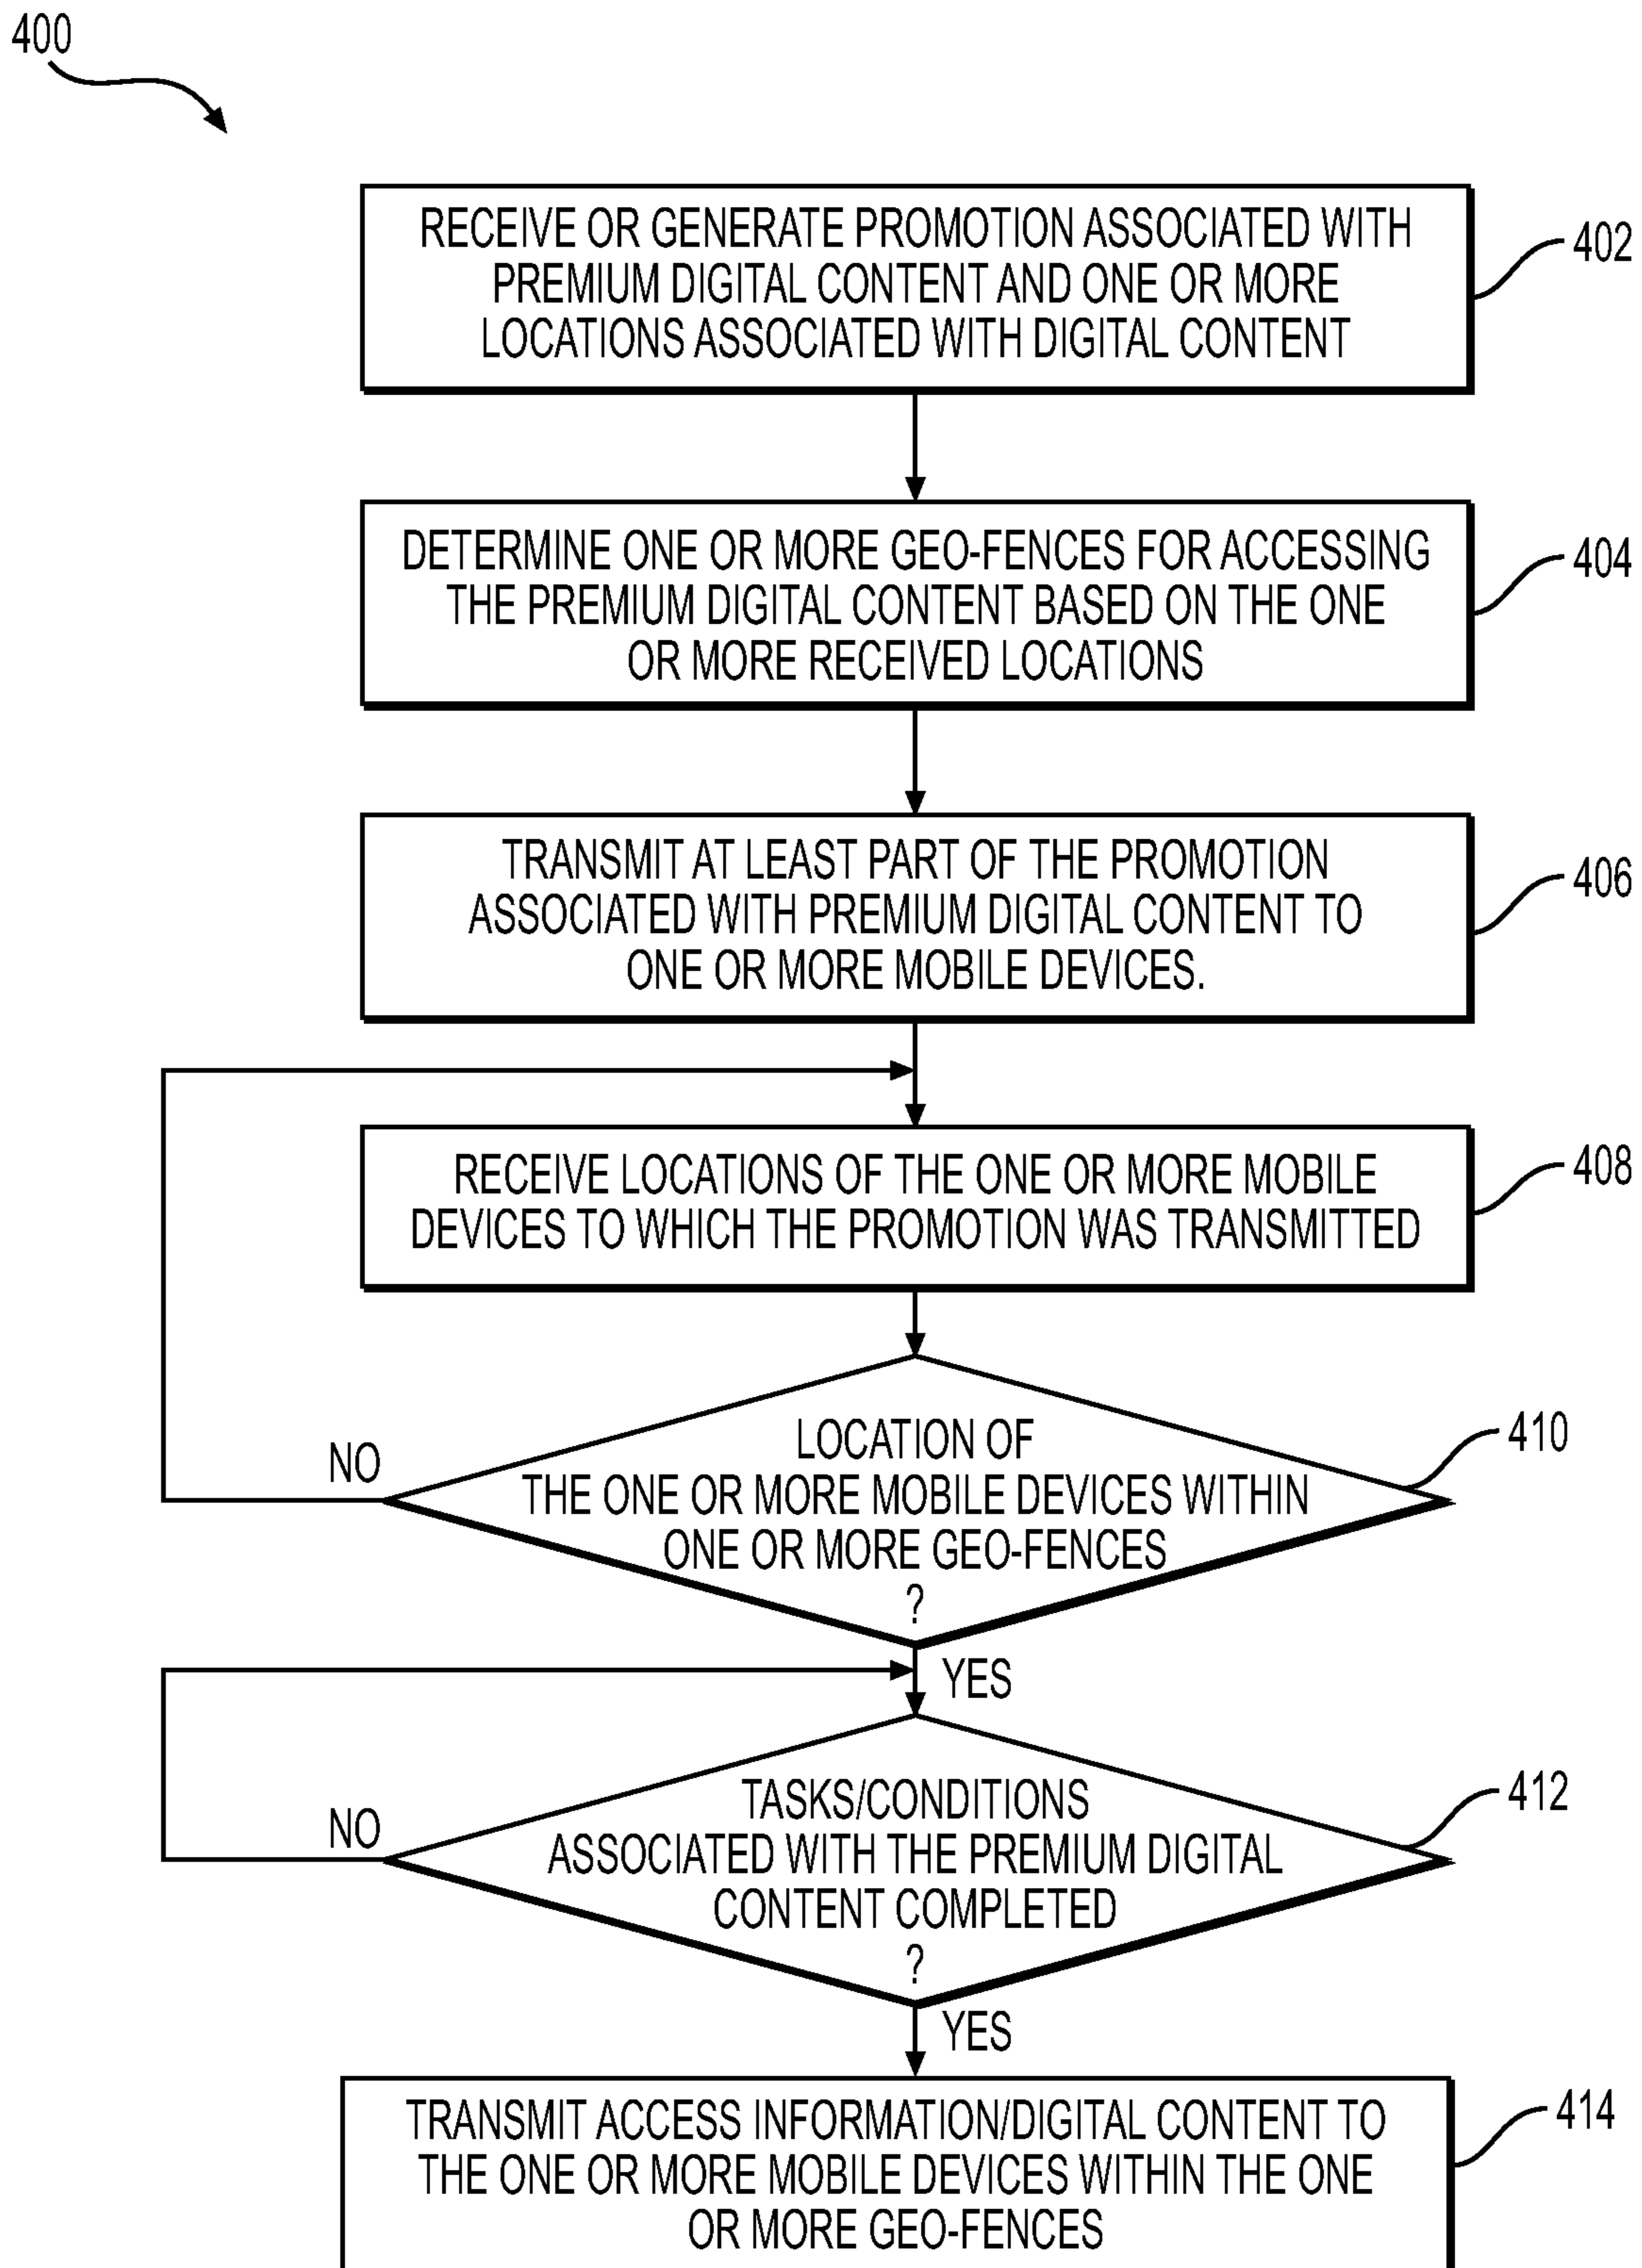 400
RECEIVE OR GENERATE PROMOTION ASSOCIATED WITH
PREMIUM DIGITAL CONTENT AND ONE OR MORE
LOCATIONS ASSOCIATED WITH DIGITAL CONTENT
402
DETERMINE ONE OR MORE GEO-FENCES FOR ACCESSING
THE PREMIUM DIGITAL CONTENT BASED ON THE ONE
OR MORE RECEIVED LOCATIONS
404
TRANSMIT AT LEAST PART OF THE PROMOTION
ASSOCIATED WITH PREMIUM DIGITAL CONTENT TO
ONE OR MORE MOBILE DEVICES.
406
RECEIVE LOCATIONS OF THE ONE OR MORE MOBILE
DEVICES TO WHICH THE PROMOTION WAS TRANSMITTED
408
LOCATION OF
THE ONE OR MORE MOBILE DEVICES WITHIN
ONE OR MORE GEO-FENCES
?
410
NO
YES
TASKS/CONDITIONS
ASSOCIATED WITH THE PREMIUM DIGITAL
CONTENT COMPLETED
?
412
NO
YES
TRANSMIT ACCESS INFORMATION/DIGITAL CONTENT TO
THE ONE OR MORE MOBILE DEVICES WITHIN THE ONE
OR MORE GEO-FENCES
414